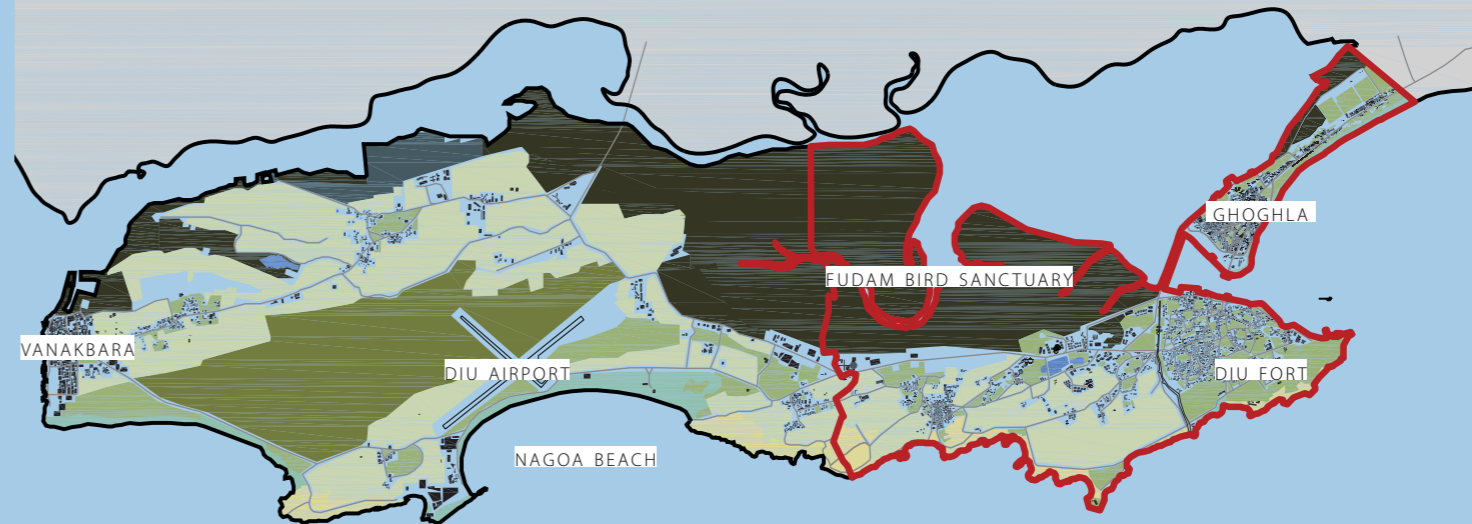 GHOGHLA
FUDAM BIRD SANCTUARY
VANAKBARA
DIU AIRPORT
DIU FORT
NAGOA BEACH